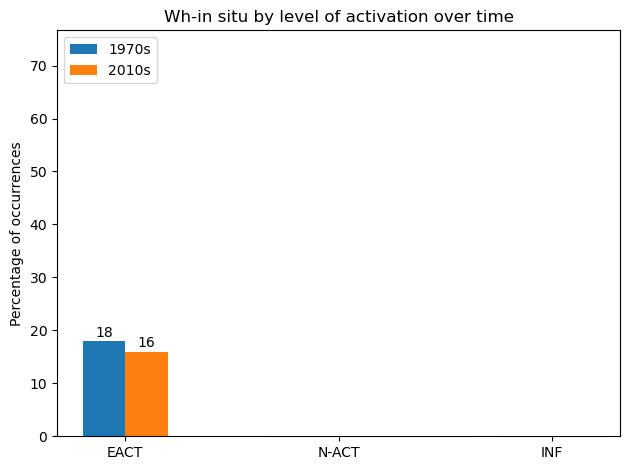 Wh-in situ by level of activation over time
1970s
2010s
Percentage of occurrences
70
60
50
40
30
20
10
0
18
16
EACT
N-ACT
INF